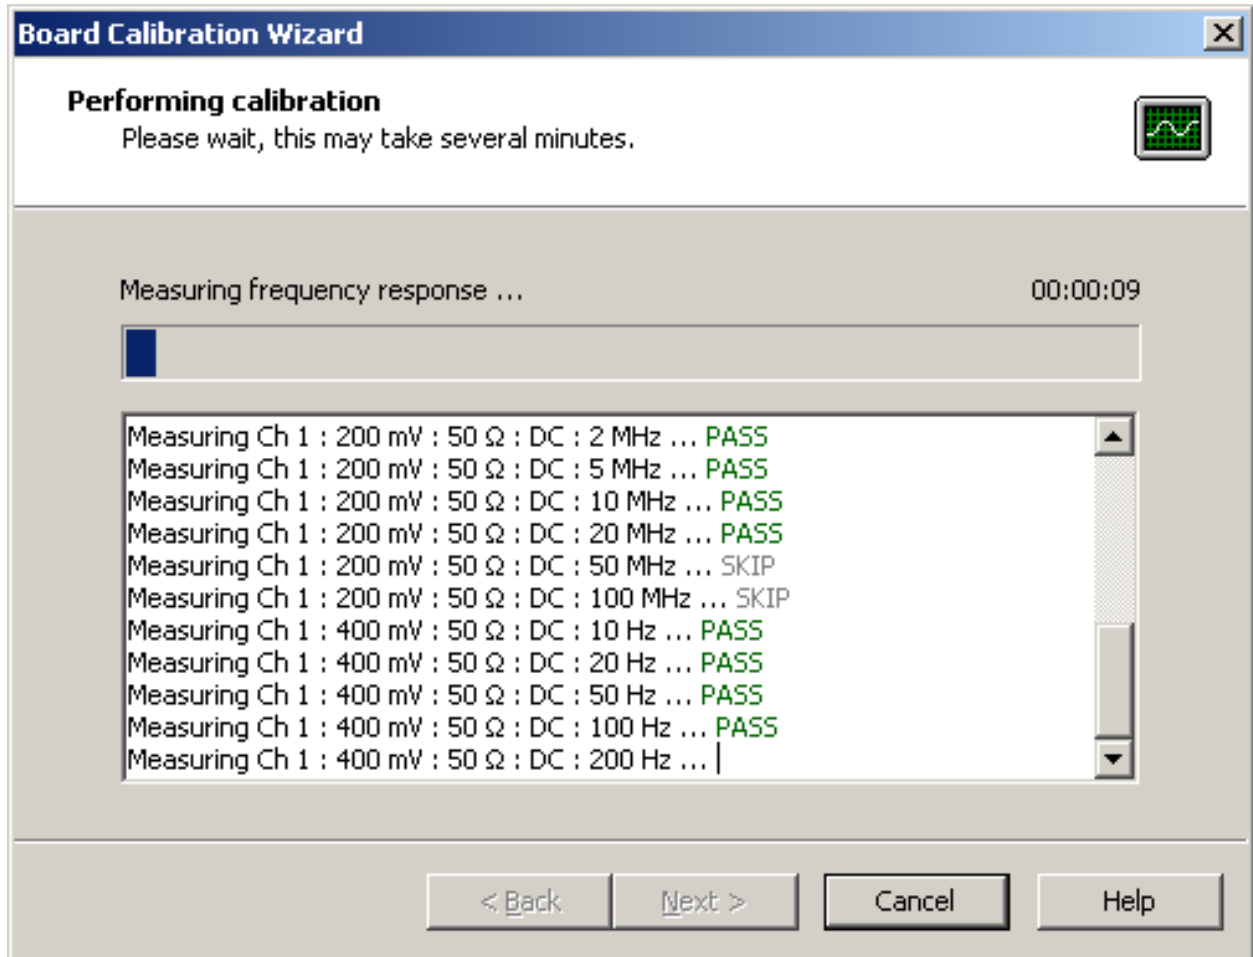 Board Calibration Wizard
Performing calibration
Please wait, this may take several minutes.
Measuring frequency response ... 00:00:09
Measuring Ch 1 : 200 mV : 50 Ω : DC : 2 MHz ... PASS
Measuring Ch 1 : 200 mV : 50 Ω : DC : 5 MHz ... PASS
Measuring Ch 1 : 200 mV : 50 Ω : DC : 10 MHz ... PASS
Measuring Ch 1 : 200 mV : 50 Ω : DC : 20 MHz ... PASS
Measuring Ch 1 : 200 mV : 50 Ω : DC : 50 MHz ... SKIP
Measuring Ch 1 : 200 mV : 50 Ω : DC : 100 MHz ... SKIP
Measuring Ch 1 : 400 mV : 50 Ω : DC : 10 Hz ... PASS
Measuring Ch 1 : 400 mV : 50 Ω : DC : 20 Hz ... PASS
Measuring Ch 1 : 400 mV : 50 Ω : DC : 50 Hz ... PASS
Measuring Ch 1 : 400 mV : 50 Ω : DC : 100 Hz ... PASS
Measuring Ch 1 : 400 mV : 50 Ω : DC : 200 Hz ...
< Back Next > Cancel Help